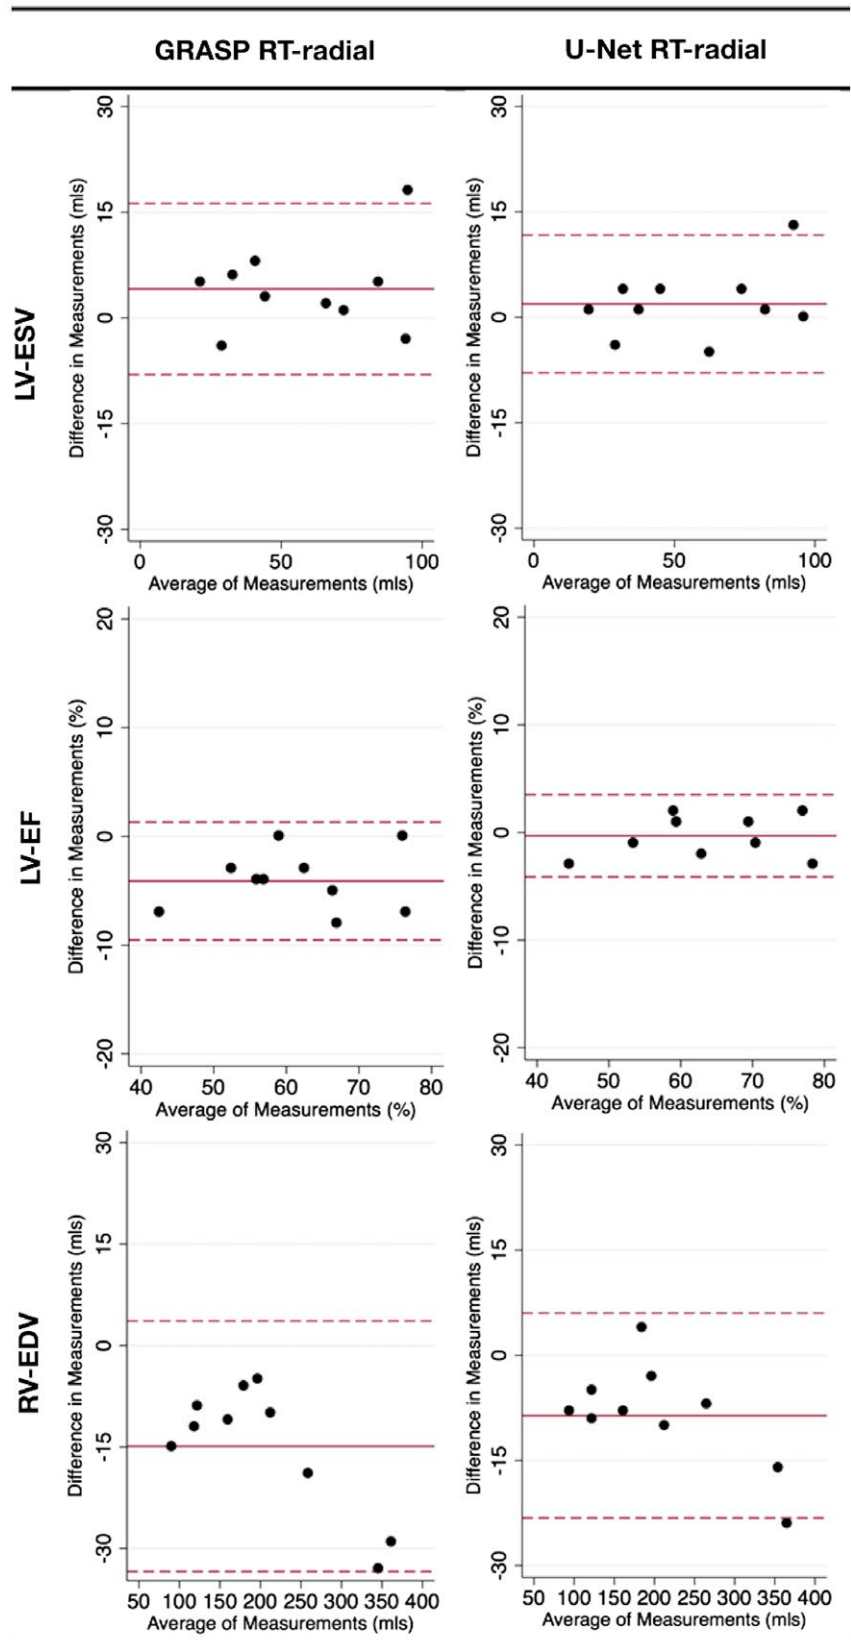 GRASP RT-radial
U-Net RT-radial
LV-ESV
Difference in Measurements (mls)
30
15
0
-15
-30
0 50 100
Average of Measurements (mls)
Difference in Measurements (mls)
30
15
0
-15
-30
0 50 100
Average of Measurements (mls)
LV-EF
Difference in Measurements (%)
20
10
0
-10
-20
40 50 60 70 80
Average of Measurements (%)
Difference in Measurements (%)
20
10
0
-10
-20
40 50 60 70 80
Average of Measurements (%)
RV-EDV
Difference in Measurements (mls)
30
15
0
-15
-30
50 100 150 200 250 300 350 400
Average of Measurements (mls)
Difference in Measurements (mls)
30
15
0
-15
-30
50 100 150 200 250 300 350 400
Average of Measurements (mls)